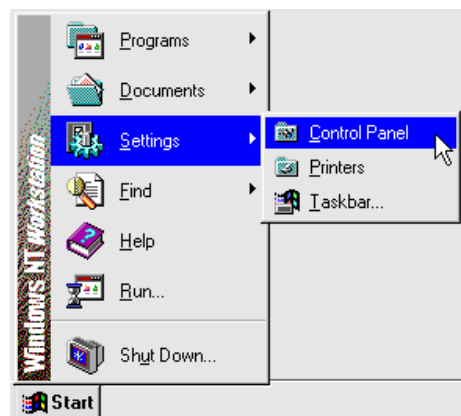 Programs
Documents
Settings
Find
Help
Run...
Shut Down...
Control Panel
Printers
Taskbar...
Windows NT Workstation
Start